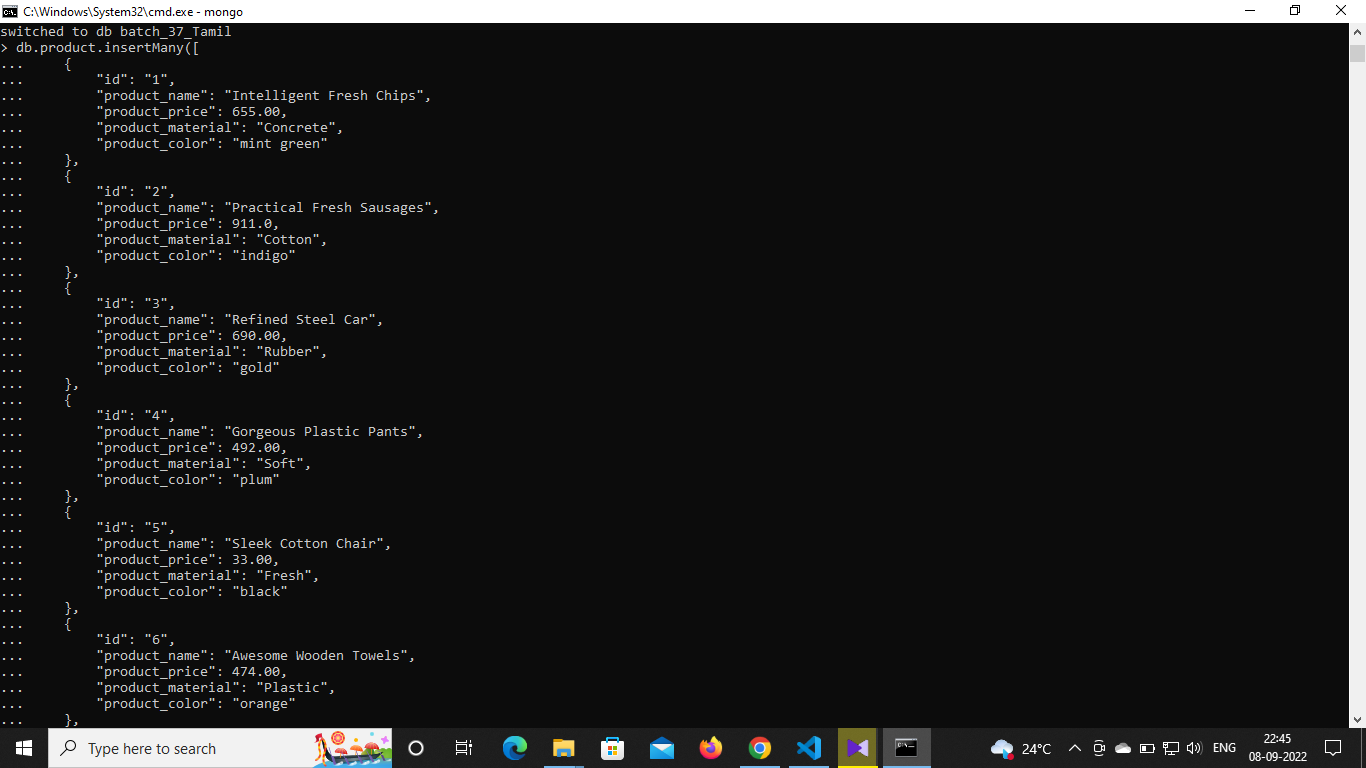 C:\Windows\System32\cmd.exe - mongo
switched to db batch_37_Tamil
> db.product.insertMany([
...     {
...         "id": "1",
...         "product_name": "Intelligent Fresh Chips",
...         "product_price": 655.00,
...         "product_material": "Concrete",
...         "product_color": "mint green"
...     },
...     {
...         "id": "2",
...         "product_name": "Practical Fresh Sausages",
...         "product_price": 911.0,
...         "product_material": "Cotton",
...         "product_color": "indigo"
...     },
...     {
...         "id": "3",
...         "product_name": "Refined Steel Car",
...         "product_price": 690.00,
...         "product_material": "Rubber",
...         "product_color": "gold"
...     },
...     {
...         "id": "4",
...         "product_name": "Gorgeous Plastic Pants",
...         "product_price": 492.00,
...         "product_material": "Soft",
...         "product_color": "plum"
...     },
...     {
...         "id": "5",
...         "product_name": "Sleek Cotton Chair",
...         "product_price": 33.00,
...         "product_material": "Fresh",
...         "product_color": "black"
...     },
...     {
...         "id": "6",
...         "product_name": "Awesome Wooden Towels",
...         "product_price": 474.00,
...         "product_material": "Plastic",
...         "product_color": "orange"
...     },
Type here to search
24°C
ENG
22:45
08-09-2022